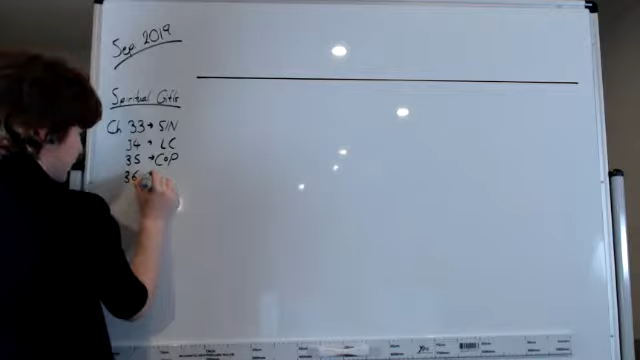 Sep. 2019
Spiritual Gifts
Ch 33 → SIN
34 → LC
35 → COP
36